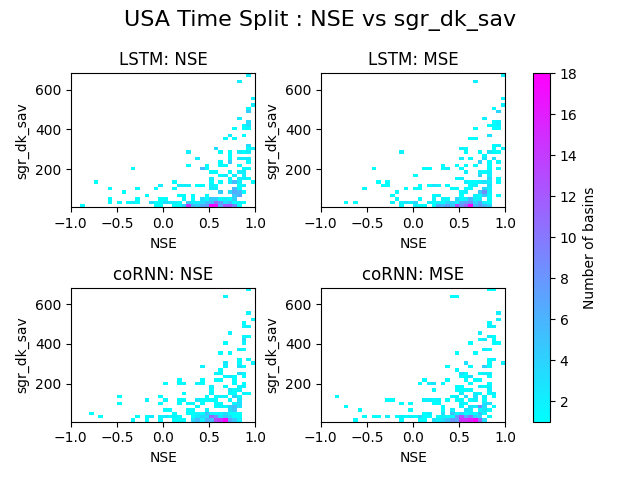 USA Time Split : NSE vs sgr_dk_sav
LSTM: NSE
LSTM: MSE
sgr_dk_sav
600
400
200
−1.0 −0.5 0.0 0.5 1.0
NSE
sgr_dk_sav
600
400
200
−1.0 −0.5 0.0 0.5 1.0
NSE
coRNN: NSE
coRNN: MSE
sgr_dk_sav
600
400
200
−1.0 −0.5 0.0 0.5 1.0
NSE
sgr_dk_sav
600
400
200
−1.0 −0.5 0.0 0.5 1.0
NSE
18
16
14
12
10
8
6
4
2
Number of basins